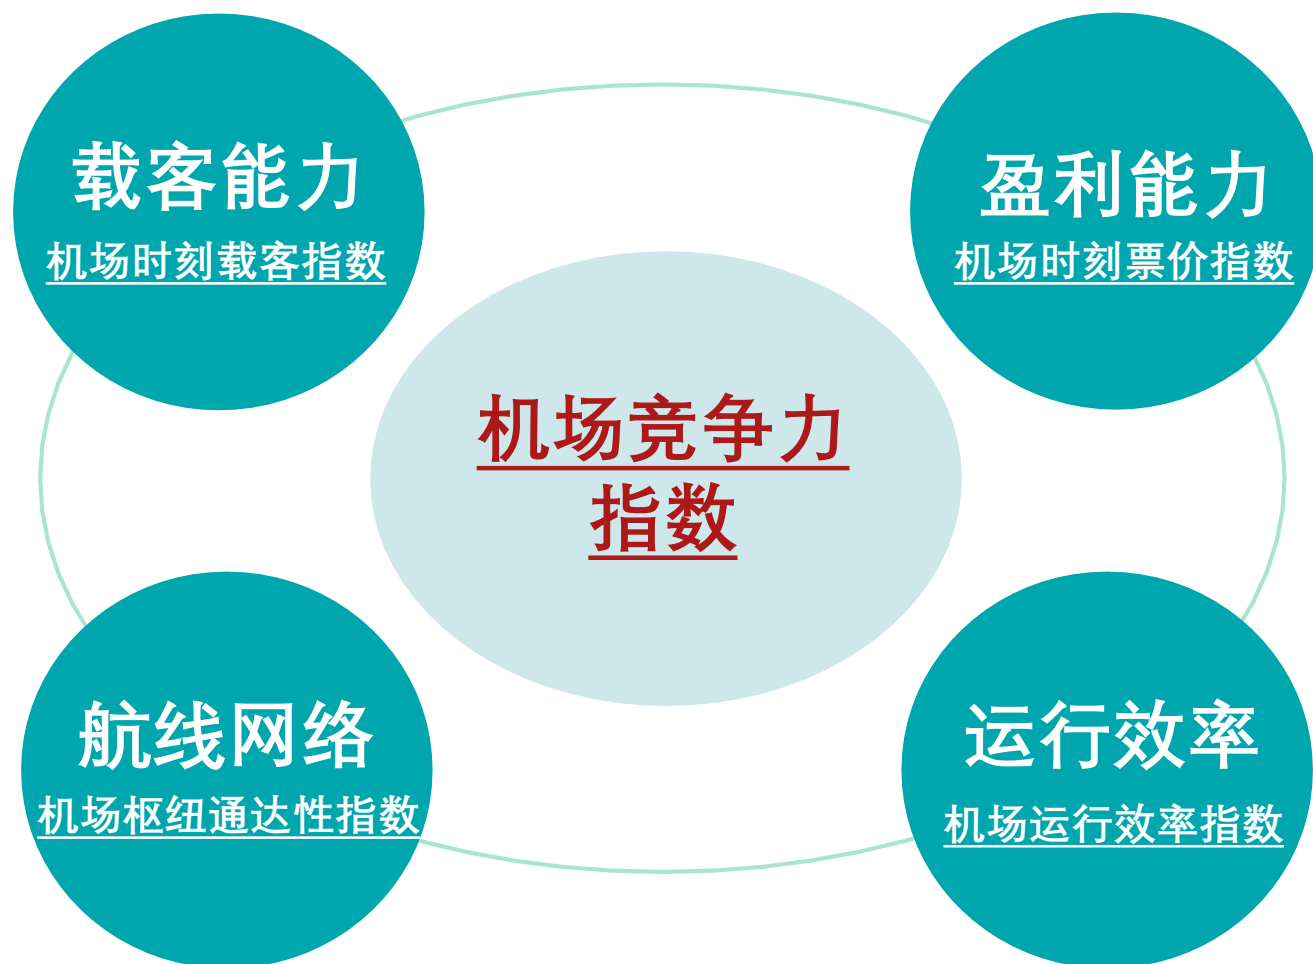 载客能力
机场时刻载客指数
盈利能力
机场时刻票价指数
机场竞争力
指数
航线网络
机场枢纽通达性指数
运行效率
机场运行效率指数